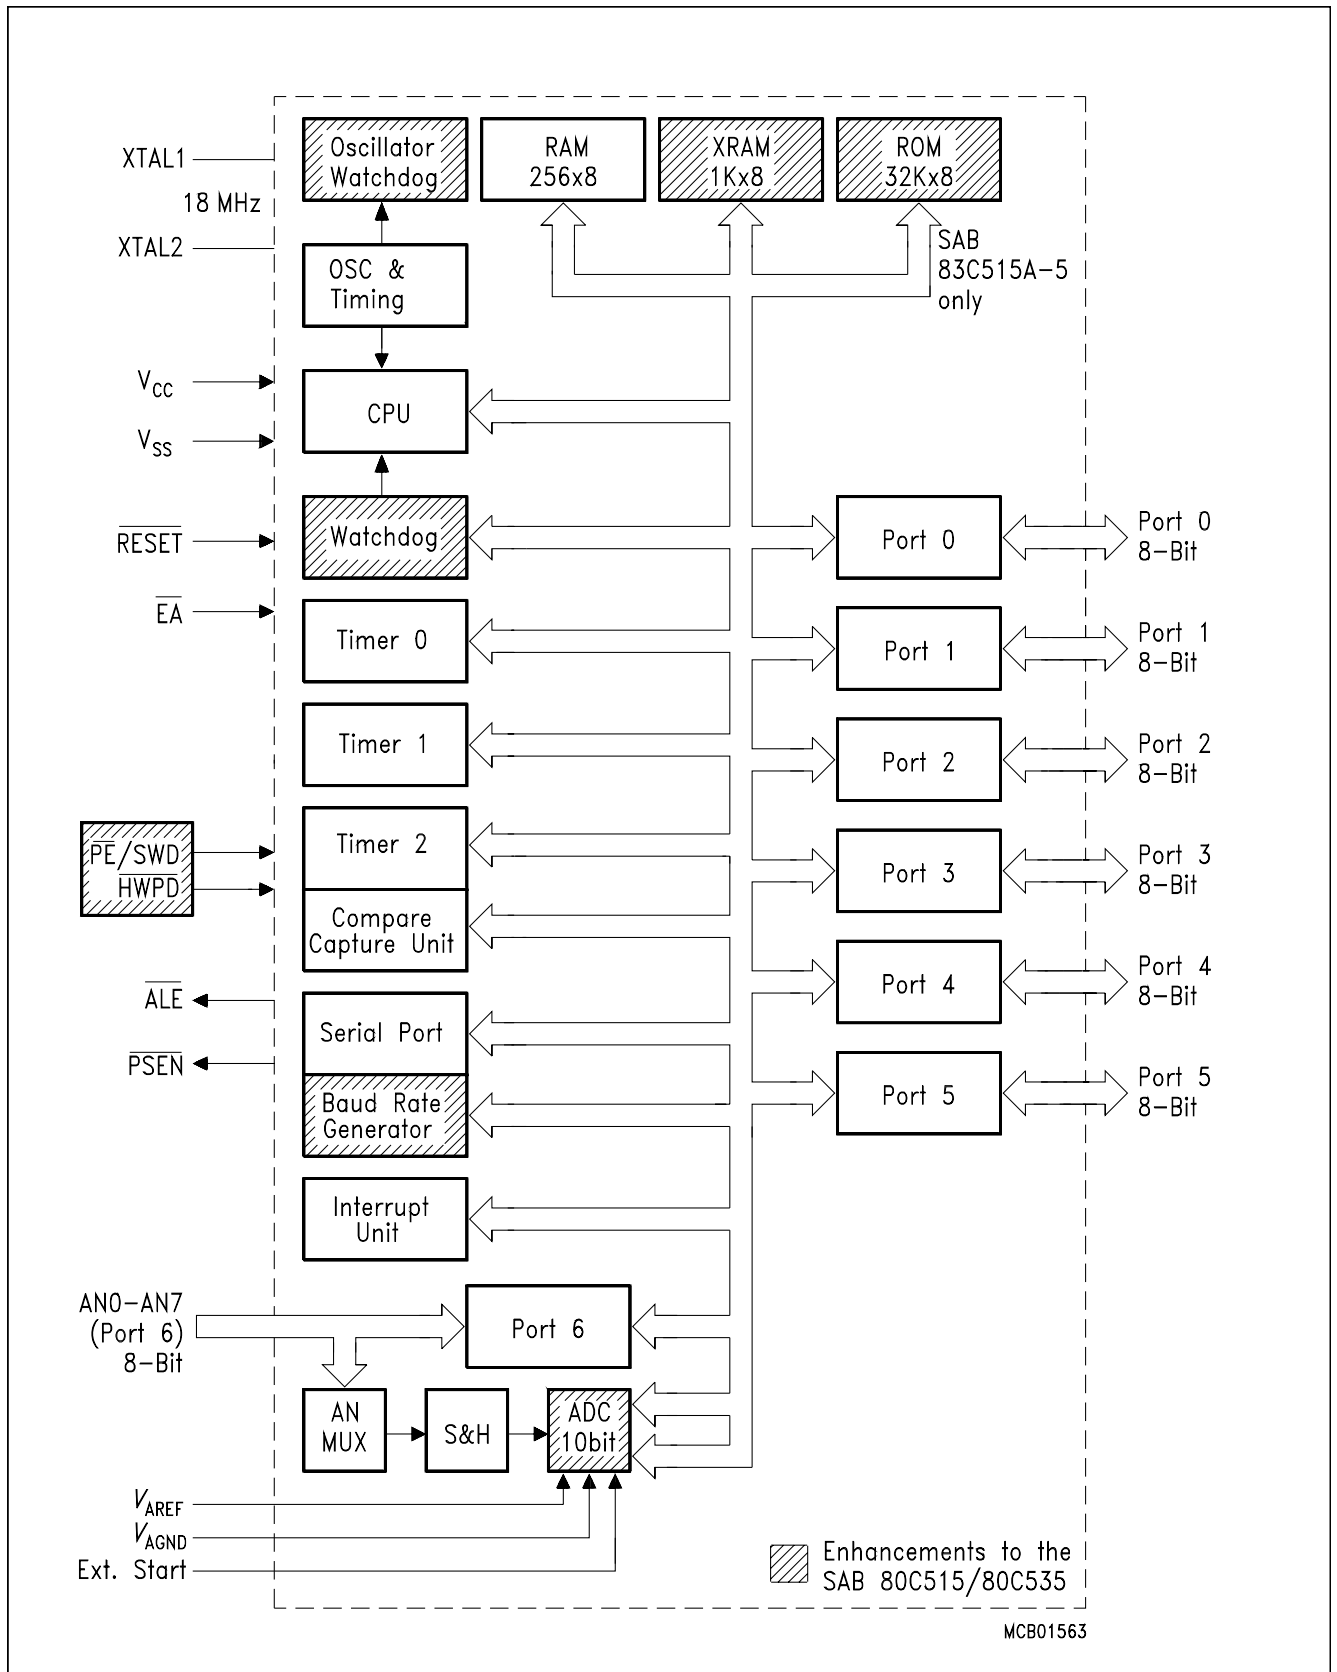 Oscillator
Watchdog
RAM
256x8
XRAM
1Kx8
ROM
32Kx8
XTAL1
18 MHz
XTAL2
OSC &
Timing
SAB
83C515A-5
only
VCC
CPU
VSS
RESET
Watchdog
Port 0
Port 0
8-Bit
EA
Timer 0
Port 1
Port 1
8-Bit
Timer 1
Port 2
Port 2
8-Bit
PE/SWD
HWPD
Timer 2
Port 3
Port 3
8-Bit
Compare
Capture Unit
ALE
Port 4
Port 4
8-Bit
PSEN
Serial Port
Baud Rate
Generator
Port 5
Port 5
8-Bit
Interrupt
Unit
AN0-AN7
(Port 6)
8-Bit
Port 6
AN
MUX
S&H
ADC
10bit
VAREF
VAGND
Ext. Start
Enhancements to the
SAB 80C515/80C535
MCB01563